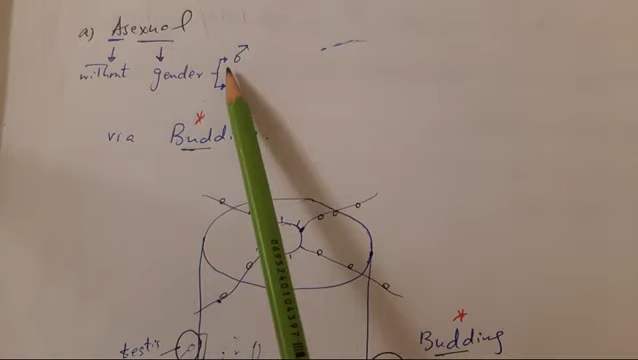 a) Asexual
without gender ♂
via Budd
testis
Budding